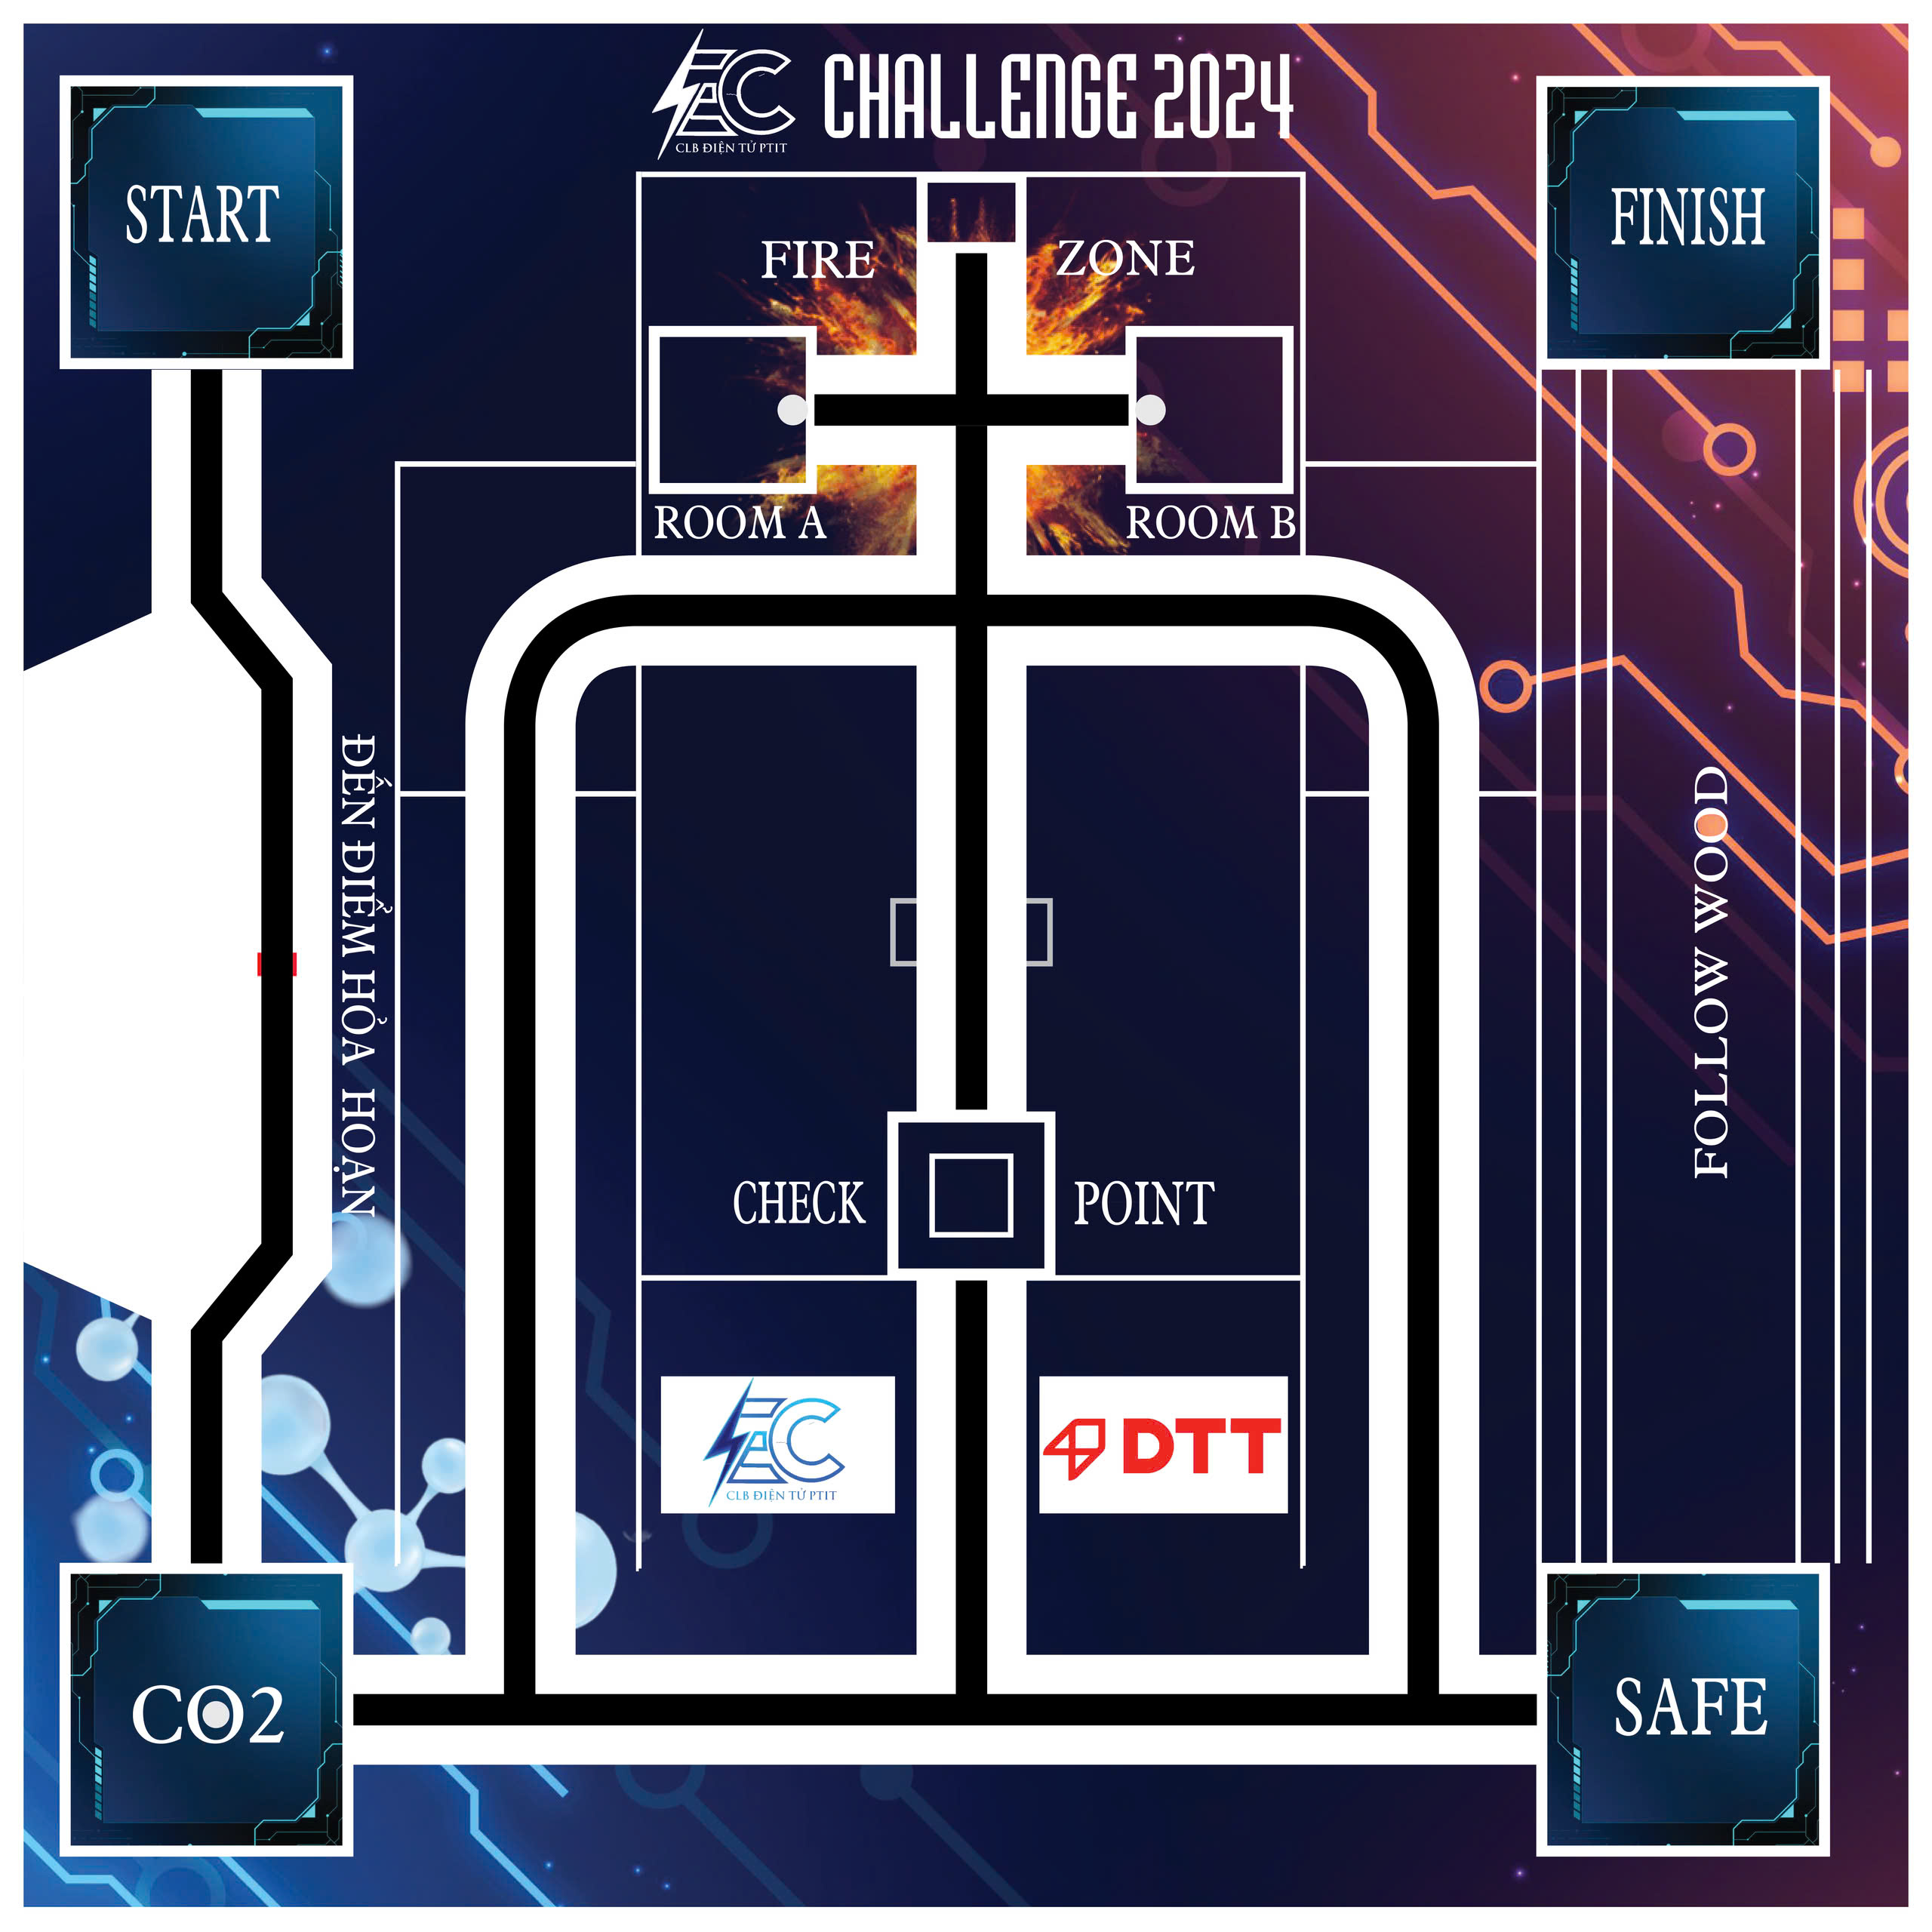 EC
CLB ĐIỆN TỬ PTIT
CHALLENGE 2024
START
FINISH
FIRE ZONE
ROOM A
ROOM B
ĐẾN ĐIỂM HỎA HOẠN
FOLLOW WOOD
CHECK POINT
EC
CLB ĐIỆN TỬ PTIT
DTT
CO2
SAFE